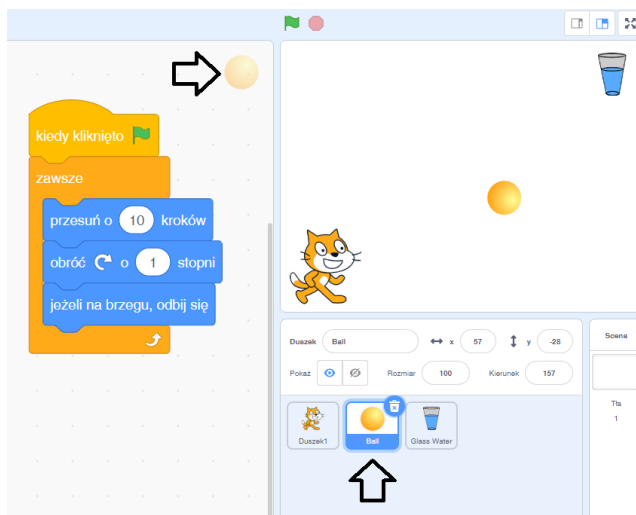 kiedy kliknięto
zawsze
przesuń o 10 kroków
obróć o 1 stopni
jeżeli na brzegu, odbij się
Duszek Ball x 57 y -28
Pokaż Rozmiar 100 Kierunek 157
Duszek1 Ball Glass Water
Scena
Tła
1